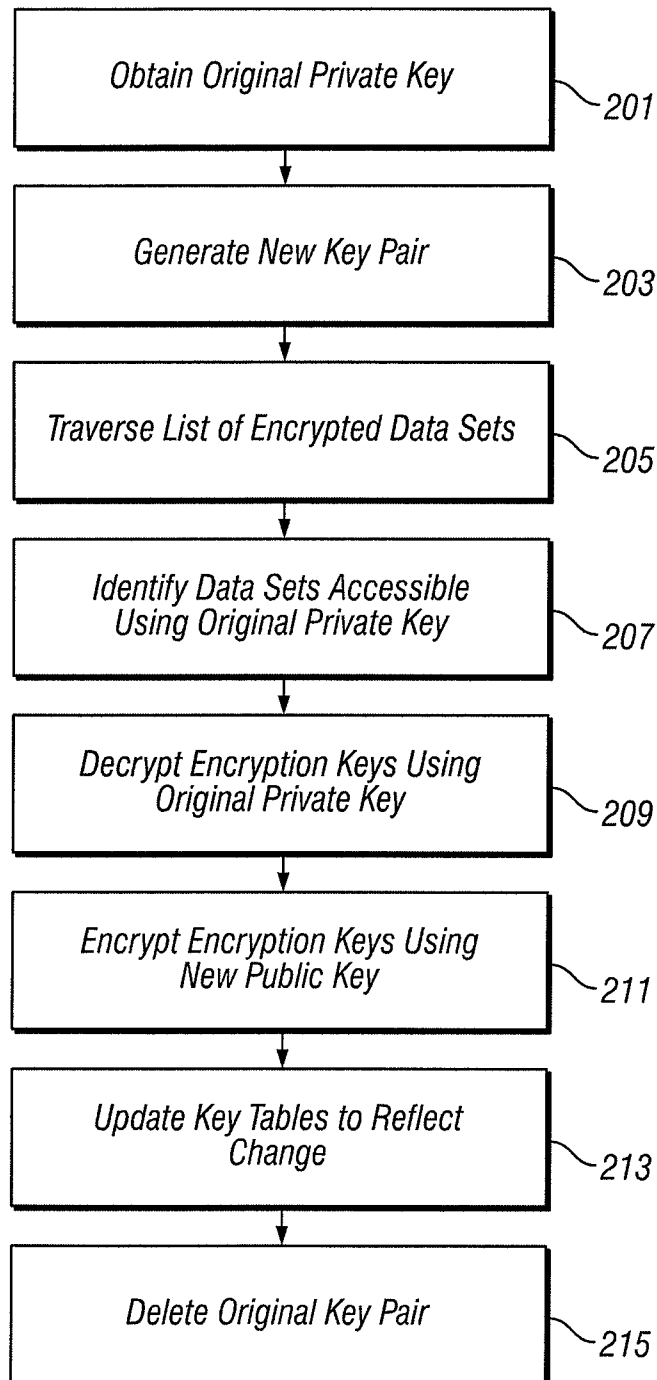 Obtain Original Private Key
201
Generate New Key Pair
203
Traverse List of Encrypted Data Sets
205
Identify Data Sets Accessible
Using Original Private Key
207
Decrypt Encryption Keys Using
Original Private Key
209
Encrypt Encryption Keys Using
New Public Key
211
Update Key Tables to Reflect
Change
213
Delete Original Key Pair
215